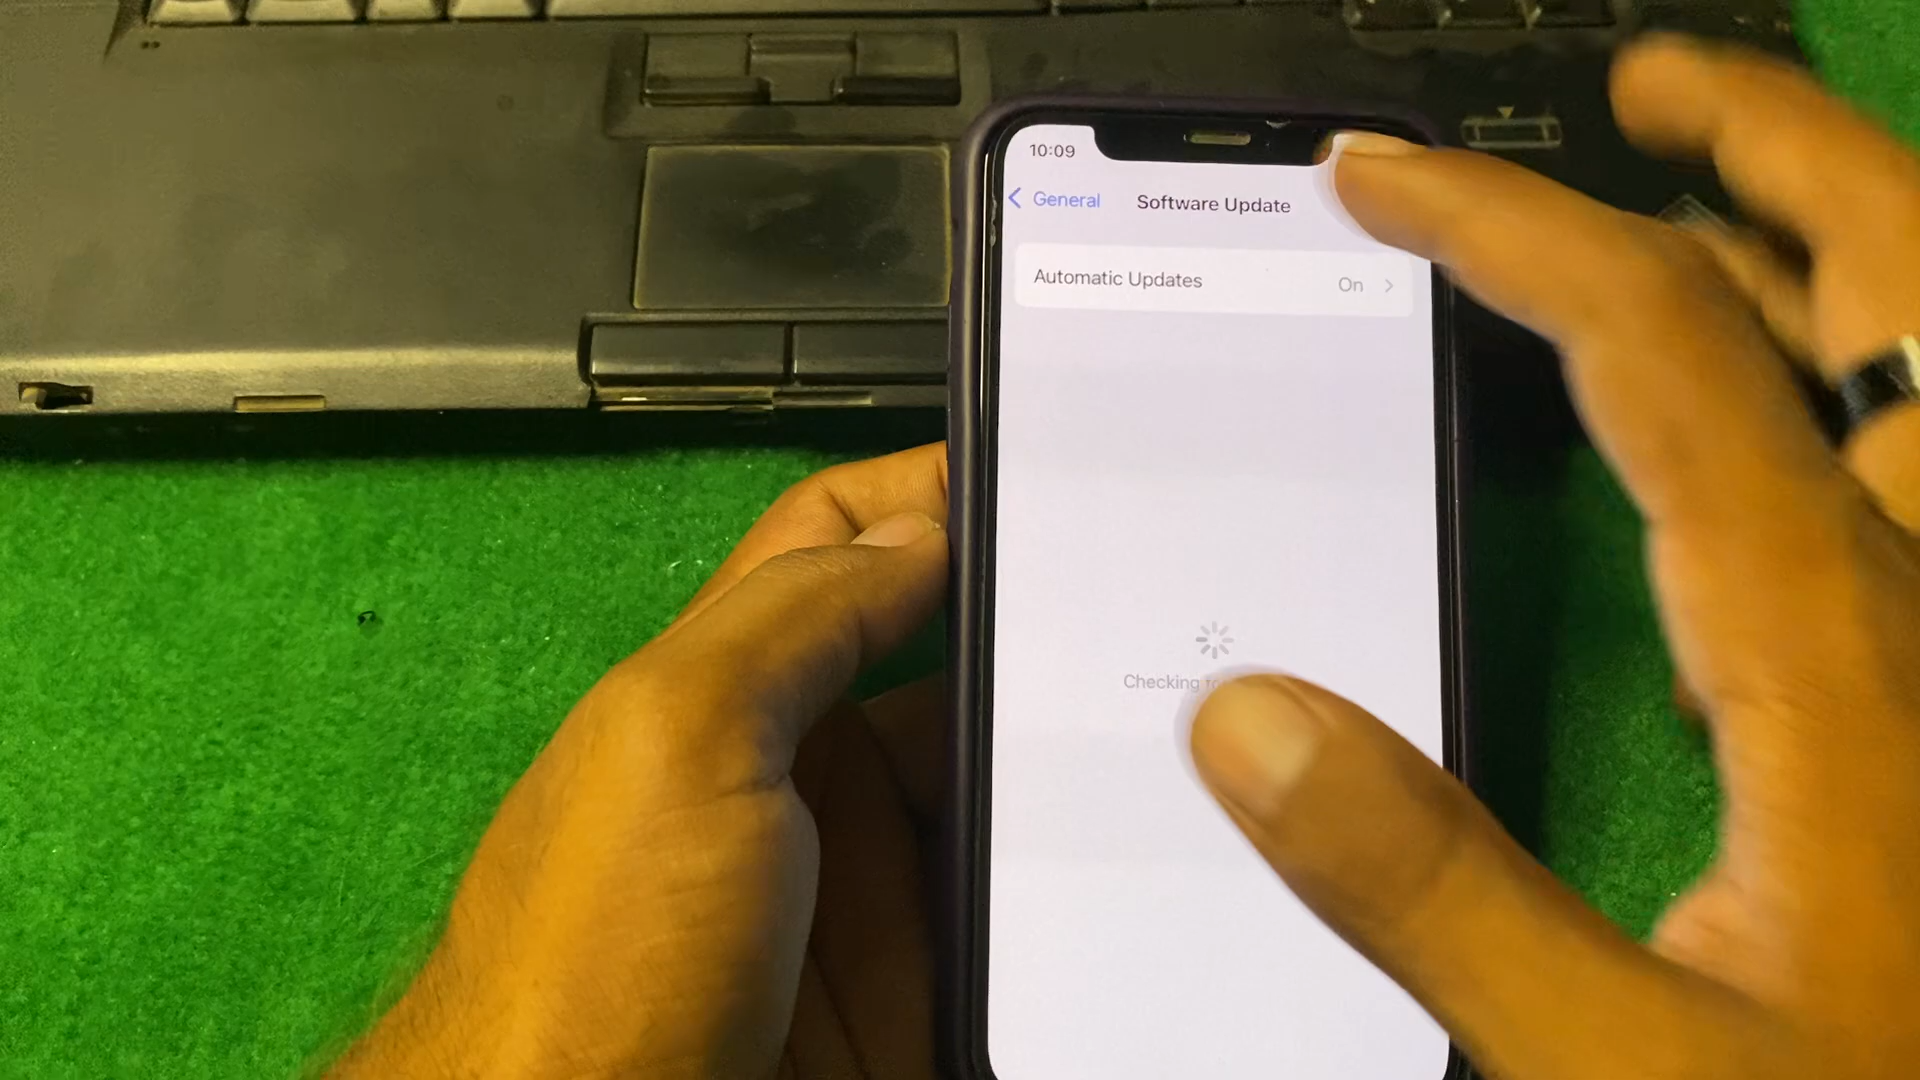 10:09
General
Software Update
Automatic Updates
On
Checking